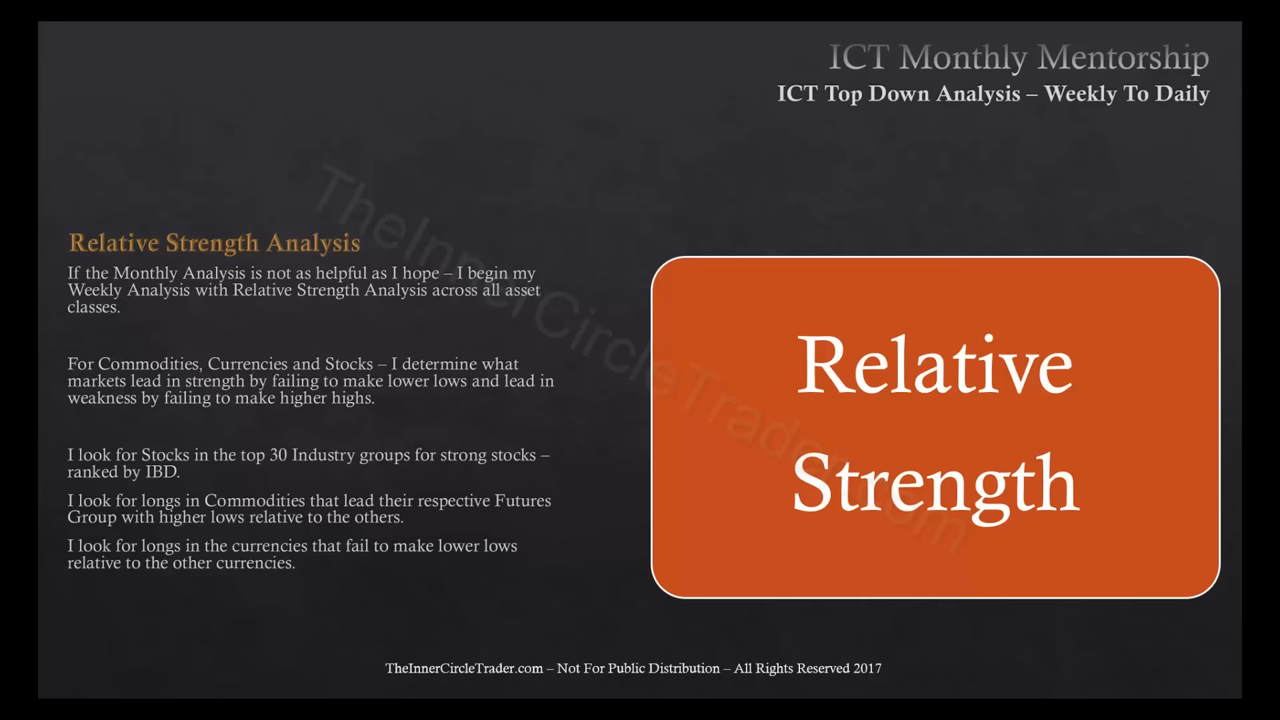 ICT Monthly Mentorship
ICT Top Down Analysis – Weekly To Daily
Relative Strength Analysis
If the Monthly Analysis is not as helpful as I hope – I begin my
Weekly Analysis with Relative Strength Analysis across all asset
classes.
For Commodities, Currencies and Stocks – I determine what
markets lead in strength by failing to make lower lows and lead in
weakness by failing to make higher highs.
I look for Stocks in the top 30 Industry groups for strong stocks –
ranked by IBD.
I look for longs in Commodities that lead their respective Futures
Group with higher lows relative to the others.
I look for longs in the currencies that fail to make lower lows
relative to the other currencies.
Relative
Strength
TheInnerCircleTrader.com
TheInnerCircleTrader.com – Not For Public Distribution – All Rights Reserved 2017